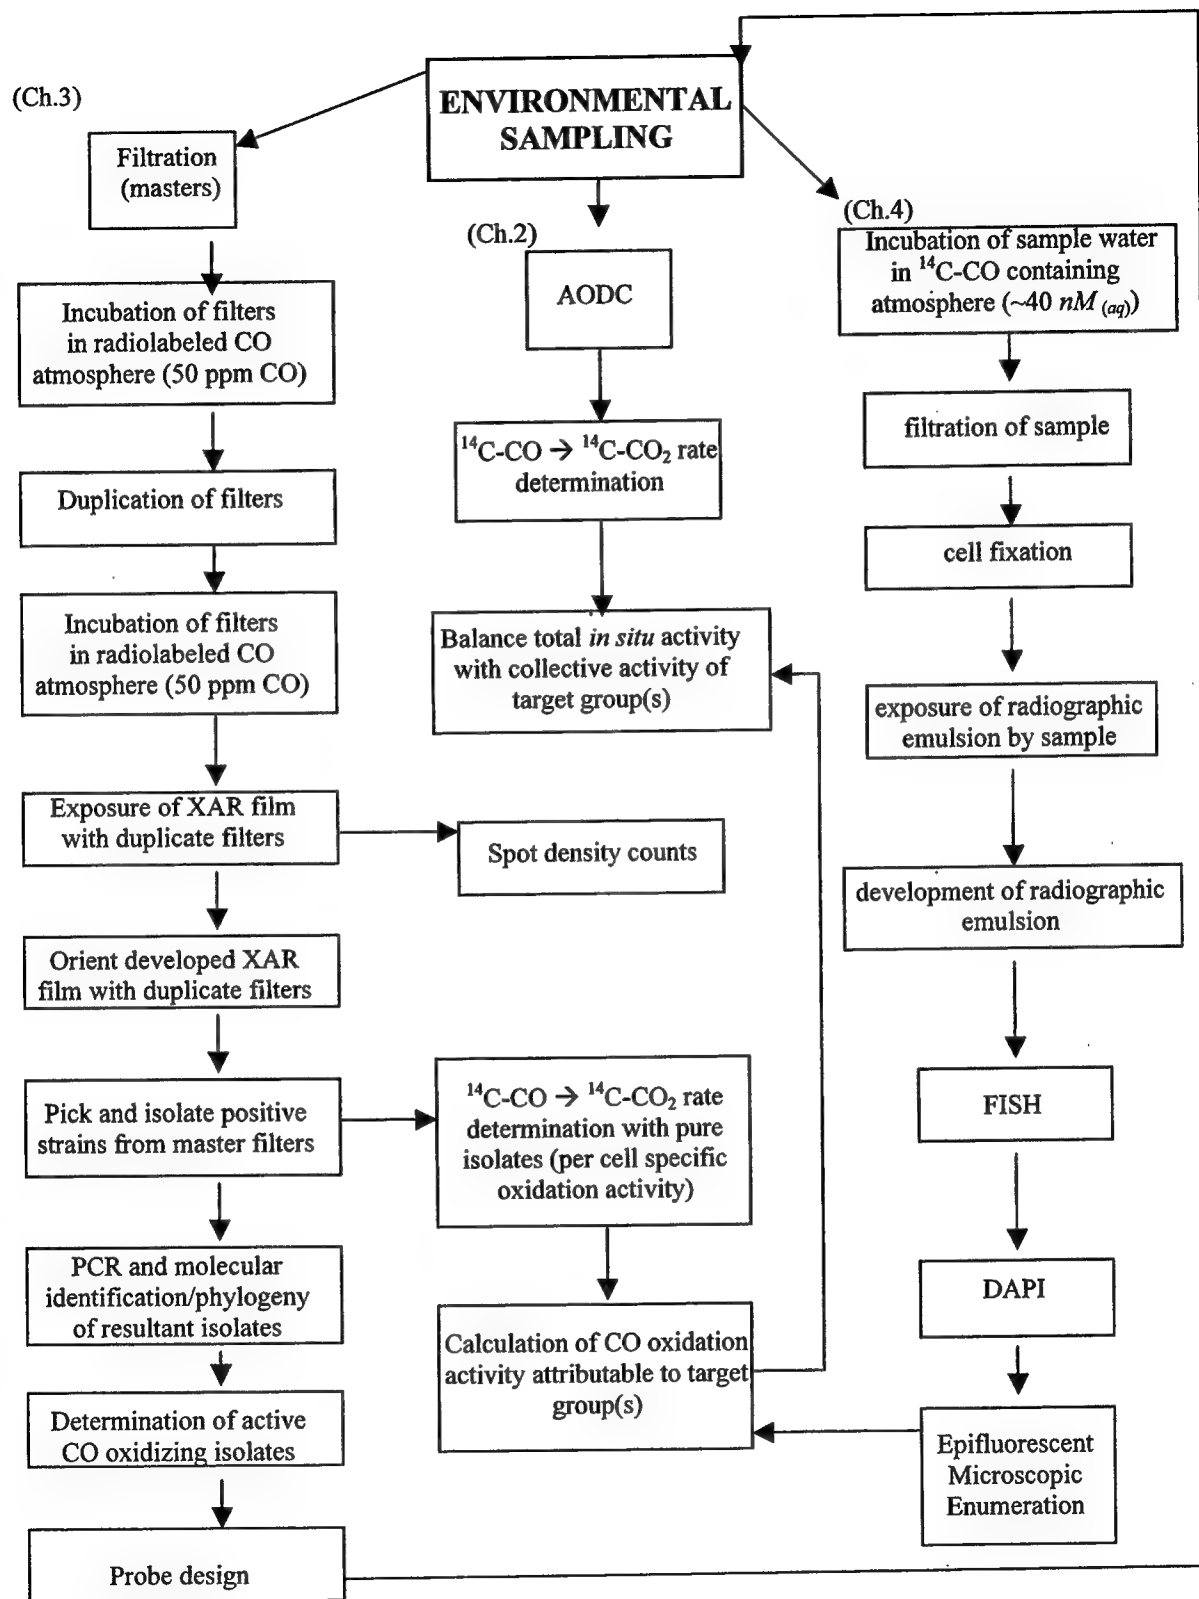 ENVIRONMENTAL
SAMPLING
(Ch.3)
Filtration
(masters)
Incubation of filters
in radiolabeled CO
atmosphere (50 ppm CO)
Duplication of filters
Incubation of filters
in radiolabeled CO
atmosphere (50 ppm CO)
Exposure of XAR film
with duplicate filters
Spot density counts
Orient developed XAR
film with duplicate filters
Pick and isolate positive
strains from master filters
PCR and molecular
identification/phylogeny
of resultant isolates
Determination of active
CO oxidizing isolates
Probe design
(Ch.2)
AODC
¹⁴C-CO → ¹⁴C-CO₂ rate
determination
Balance total in situ activity
with collective activity of
target group(s)
¹⁴C-CO → ¹⁴C-CO₂ rate
determination with pure
isolates (per cell specific
oxidation activity)
Calculation of CO oxidation
activity attributable to target
group(s)
(Ch.4)
Incubation of sample water
in ¹⁴C-CO containing
atmosphere (~40 nM (aq))
filtration of sample
cell fixation
exposure of radiographic
emulsion by sample
development of radiographic
emulsion
FISH
DAPI
Epifluorescent
Microscopic
Enumeration